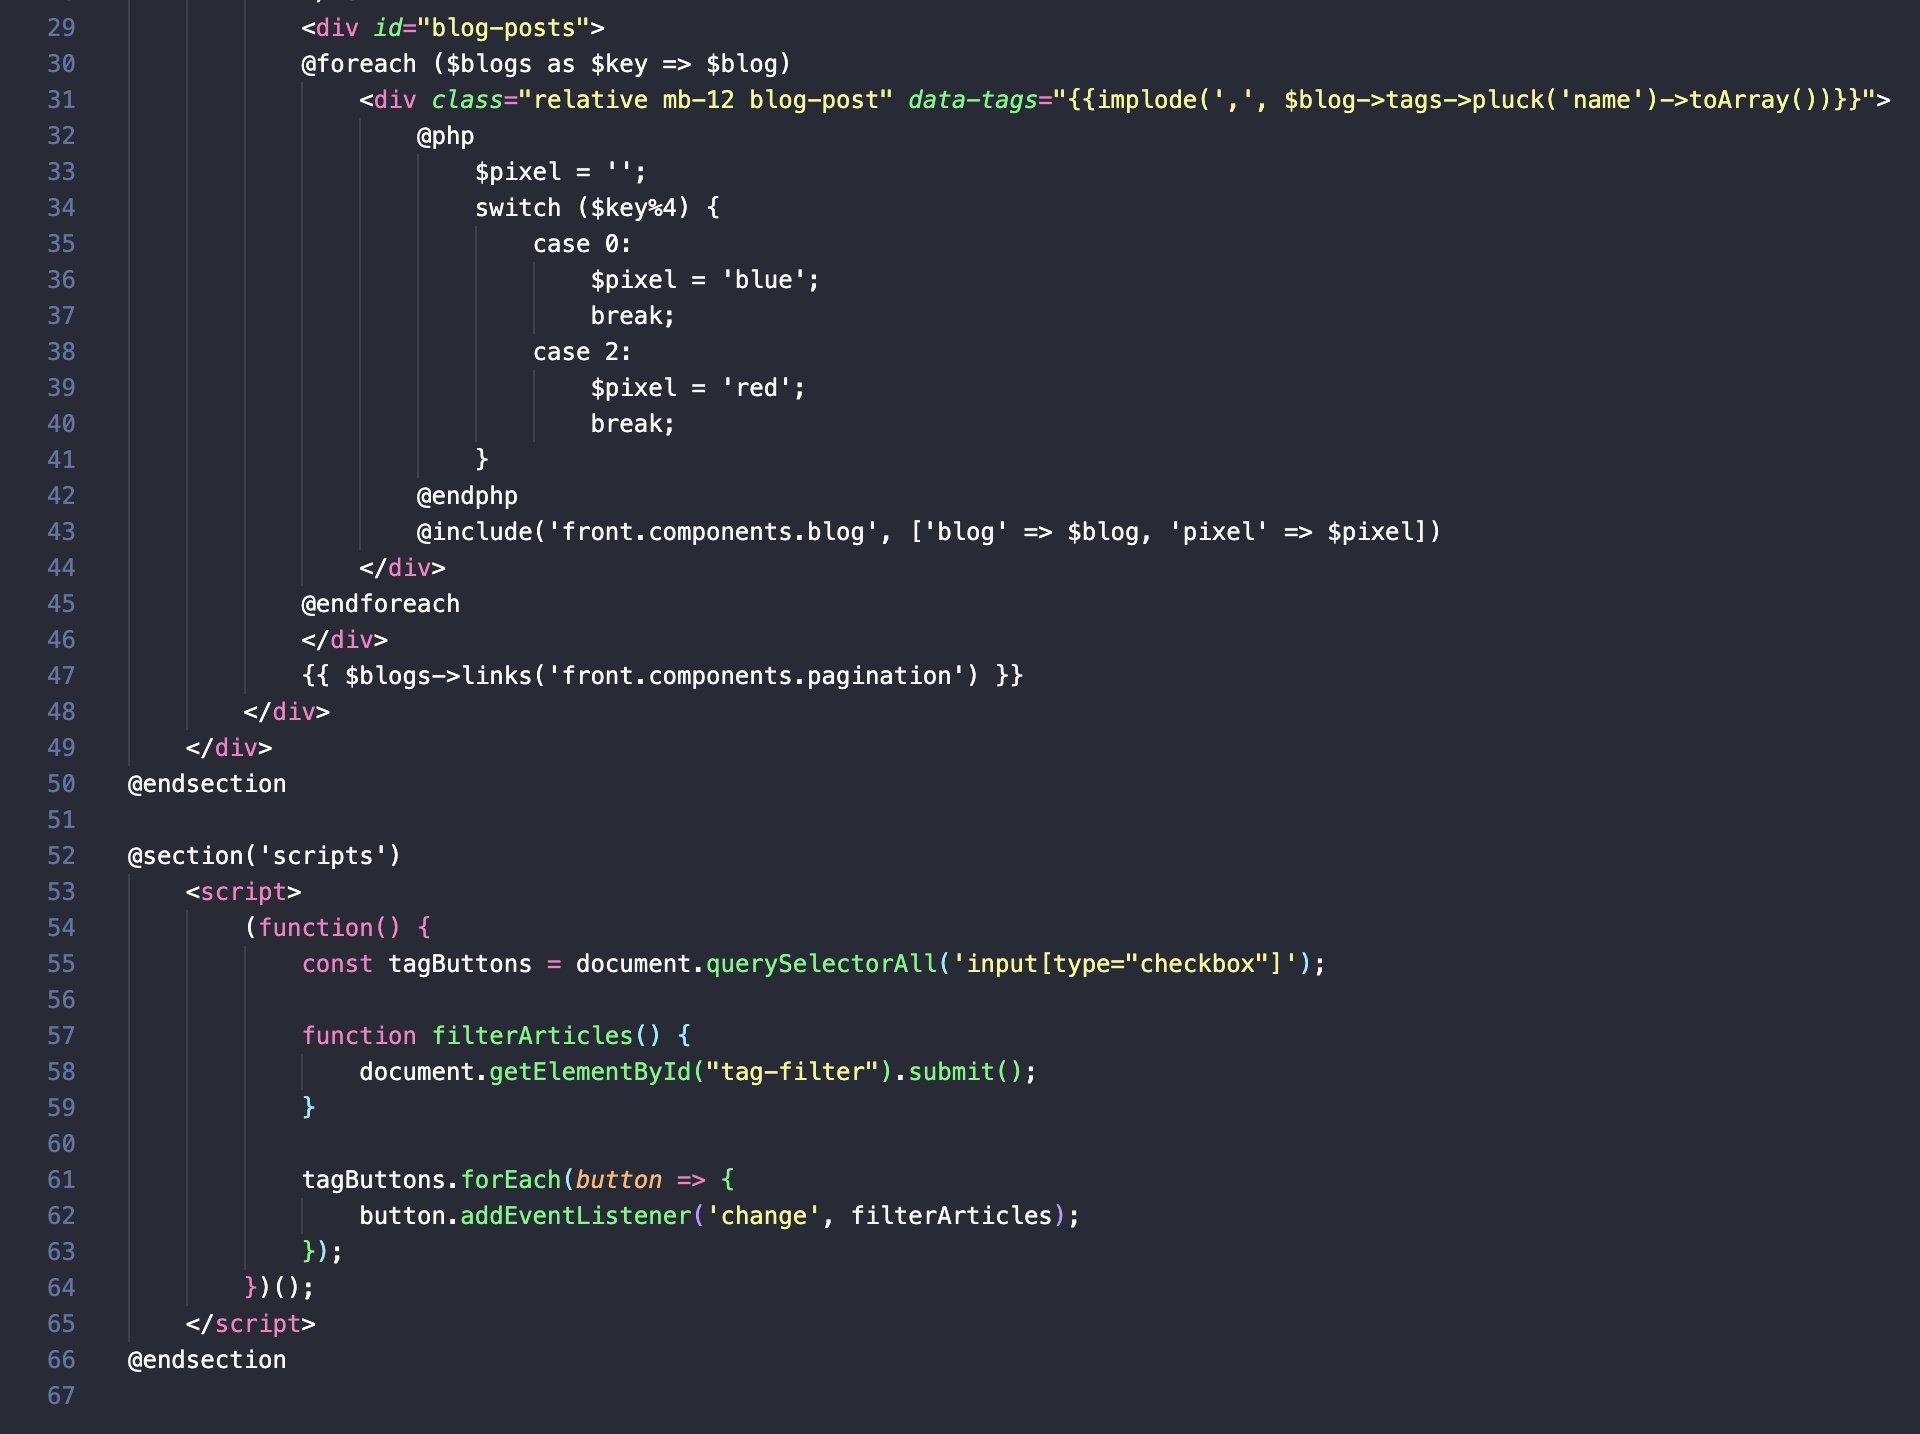 29 <div id="blog-posts">
30 @foreach ($blogs as $key => $blog)
31 <div class="relative mb-12 blog-post" data-tags="{{implode(',', $blog->tags->pluck('name')->toArray())}}">
32 @php
33 $pixel = '';
34 switch ($key%4) {
35 case 0:
36 $pixel = 'blue';
37 break;
38 case 2:
39 $pixel = 'red';
40 break;
41 }
42 @endphp
43 @include('front.components.blog', ['blog' => $blog, 'pixel' => $pixel])
44 </div>
45 @endforeach
46 </div>
47 {{ $blogs->links('front.components.pagination') }}
48 </div>
49 </div>
50 @endsection
51
52 @section('scripts')
53 <script>
54 (function() {
55 const tagButtons = document.querySelectorAll('input[type="checkbox"]');
56
57 function filterArticles() {
58 document.getElementById("tag-filter").submit();
59 }
60
61 tagButtons.forEach(button => {
62 button.addEventListener('change', filterArticles);
63 });
64 })();
65 </script>
66 @endsection
67